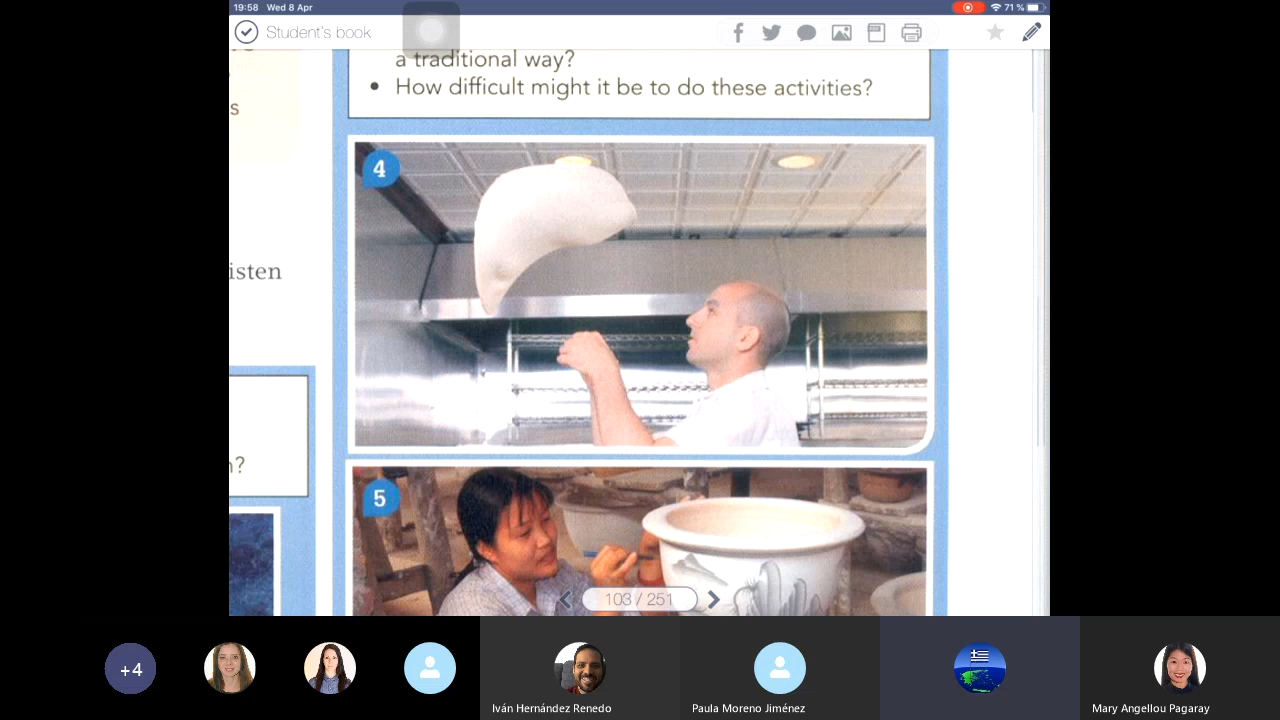 19:58 Wed 8 Apr
71 %
Student's book
a traditional way?
• How difficult might it be to do these activities?
s
4
isten
n?
5
103 / 251
+4
Iván Hernández Renedo
Paula Moreno Jiménez
Mary Angellou Pagaray